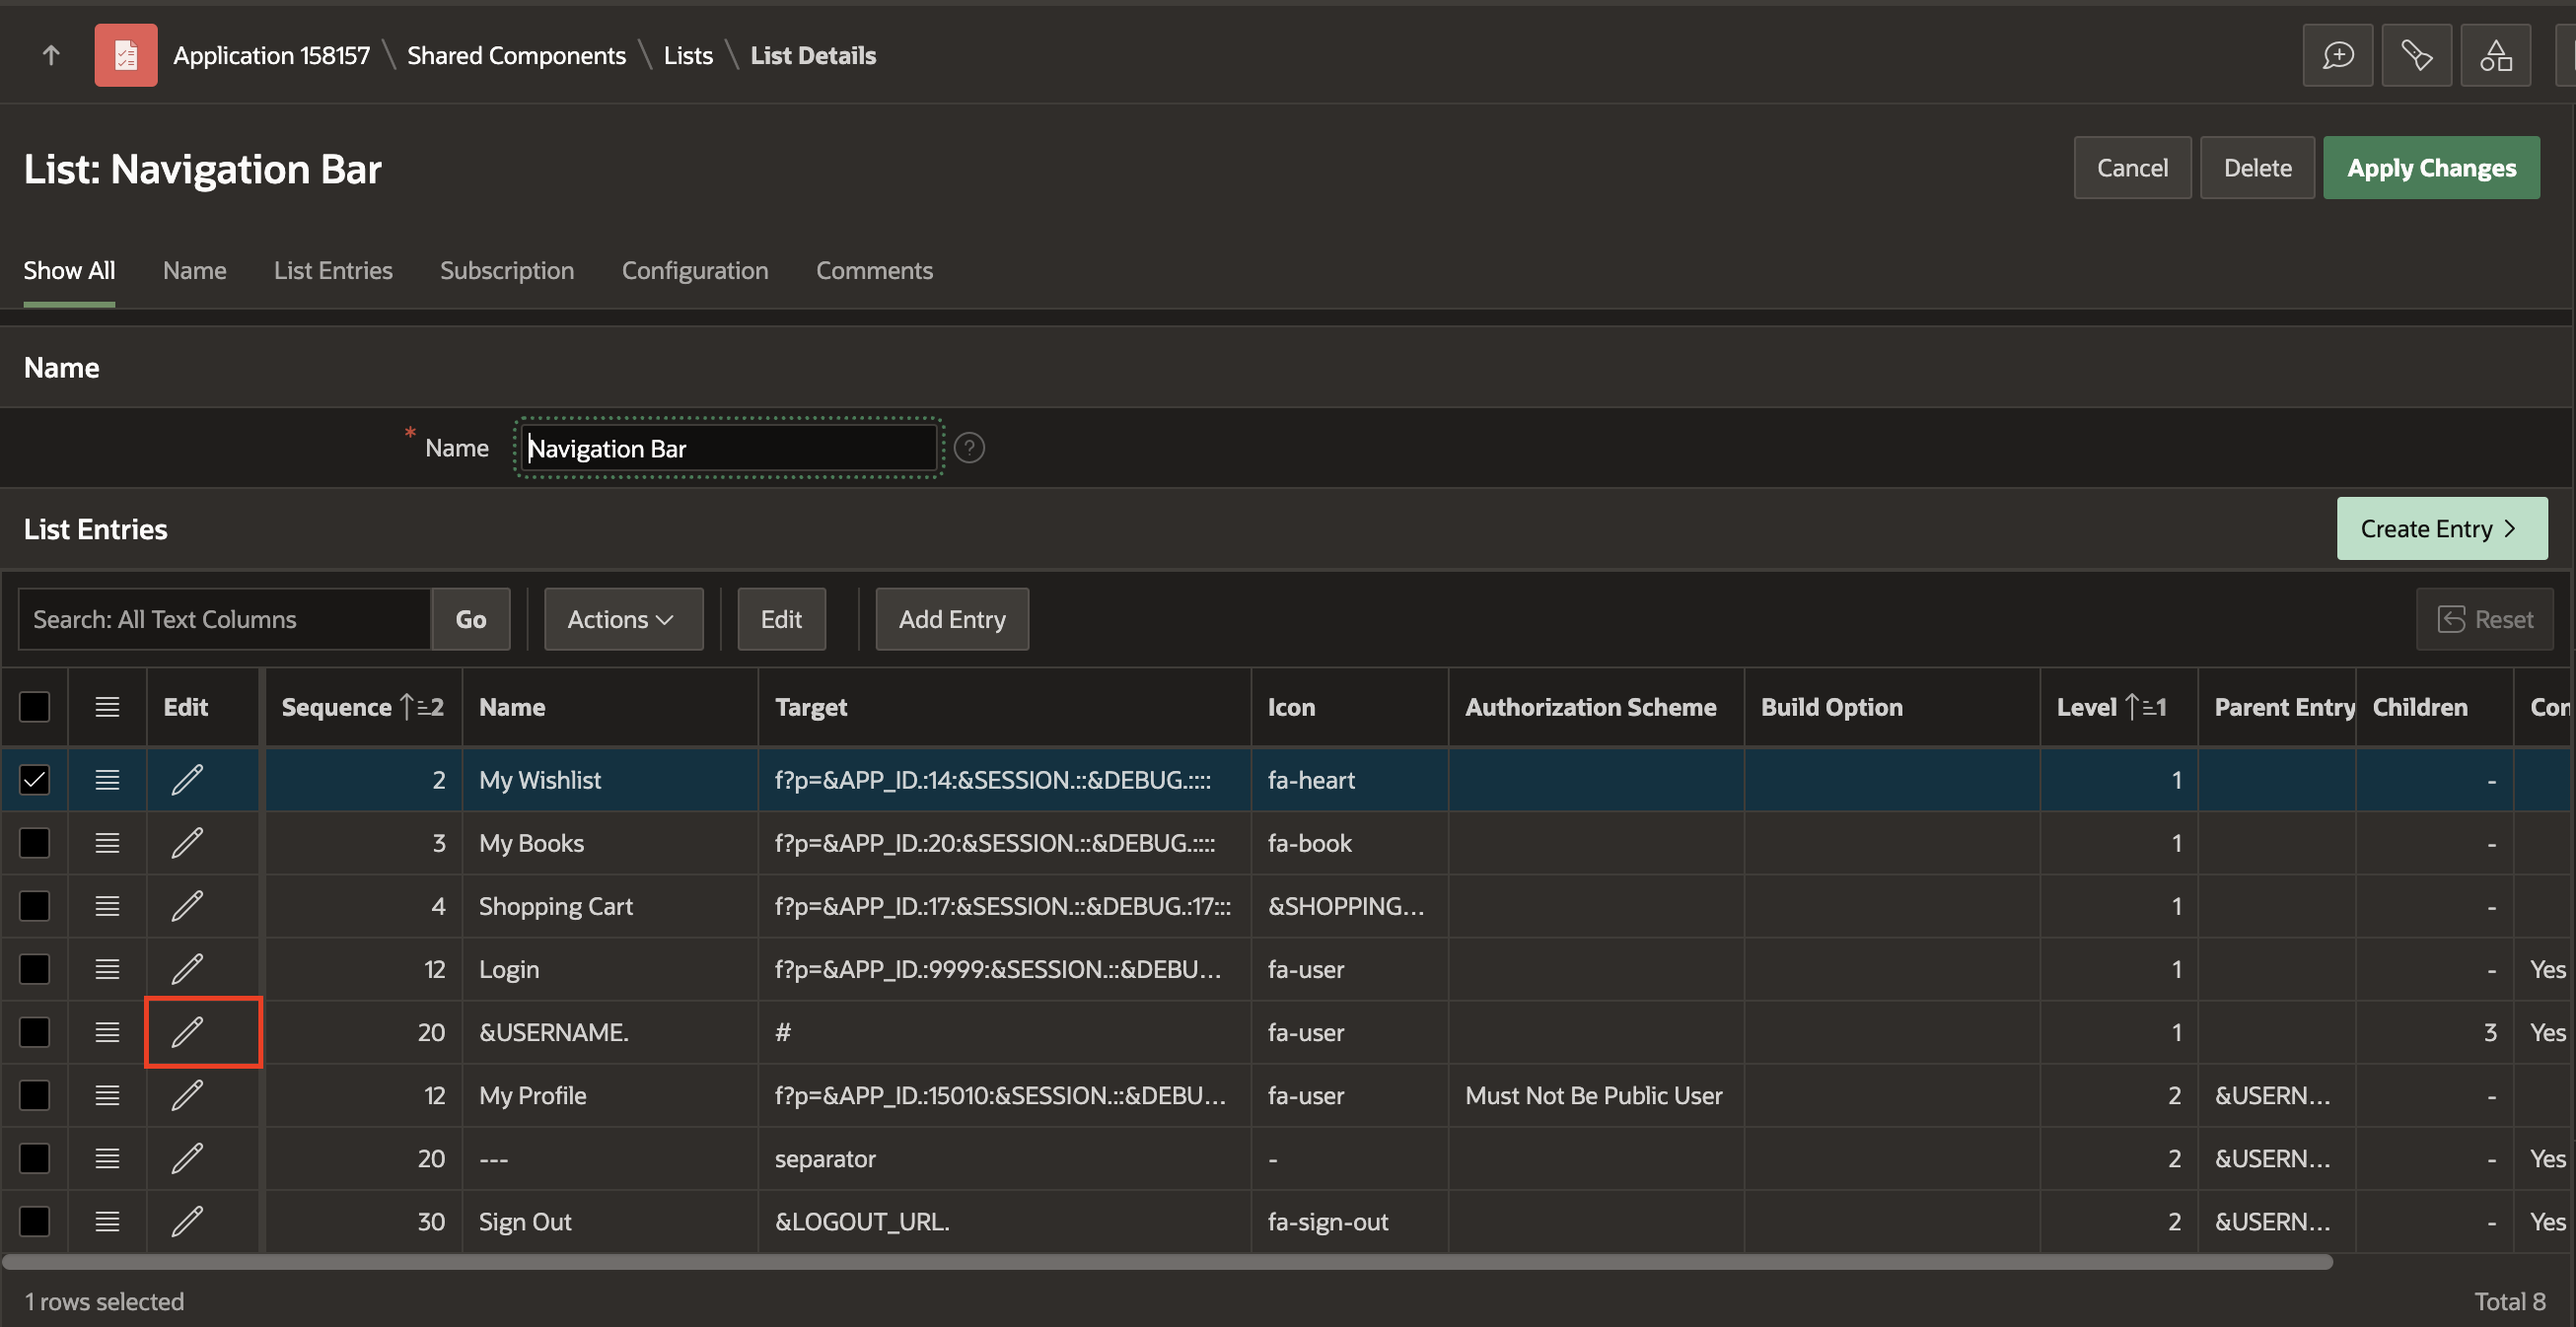 Application 158157 \ Shared Components \ Lists \ List Details
List: Navigation Bar
Cancel Delete Apply Changes
Show All Name List Entries Subscription Configuration Comments
Name
* Name Navigation Bar ?
List Entries
Create Entry >
Search: All Text Columns Go Actions Edit Add Entry Reset
Edit Sequence 2 Name Target Icon Authorization Scheme Build Option Level 1 Parent Entry Children Con
2 My Wishlist f?p=&APP_ID.:14:&SESSION.::&DEBUG.:::: fa-heart 1 -
3 My Books f?p=&APP_ID.:20:&SESSION.::&DEBUG.:::: fa-book 1 -
4 Shopping Cart f?p=&APP_ID.:17:&SESSION.::&DEBUG.:17::: &SHOPPING... 1 -
12 Login f?p=&APP_ID.:9999:&SESSION.::&DEBU... fa-user 1 - Yes
20 &USERNAME. # fa-user 1 3 Yes
12 My Profile f?p=&APP_ID.:15010:&SESSION.::&DEBU... fa-user Must Not Be Public User 2 &USERN... -
20 --- separator - 2 &USERN... - Yes
30 Sign Out &LOGOUT_URL. fa-sign-out 2 &USERN... - Yes
1 rows selected Total 8